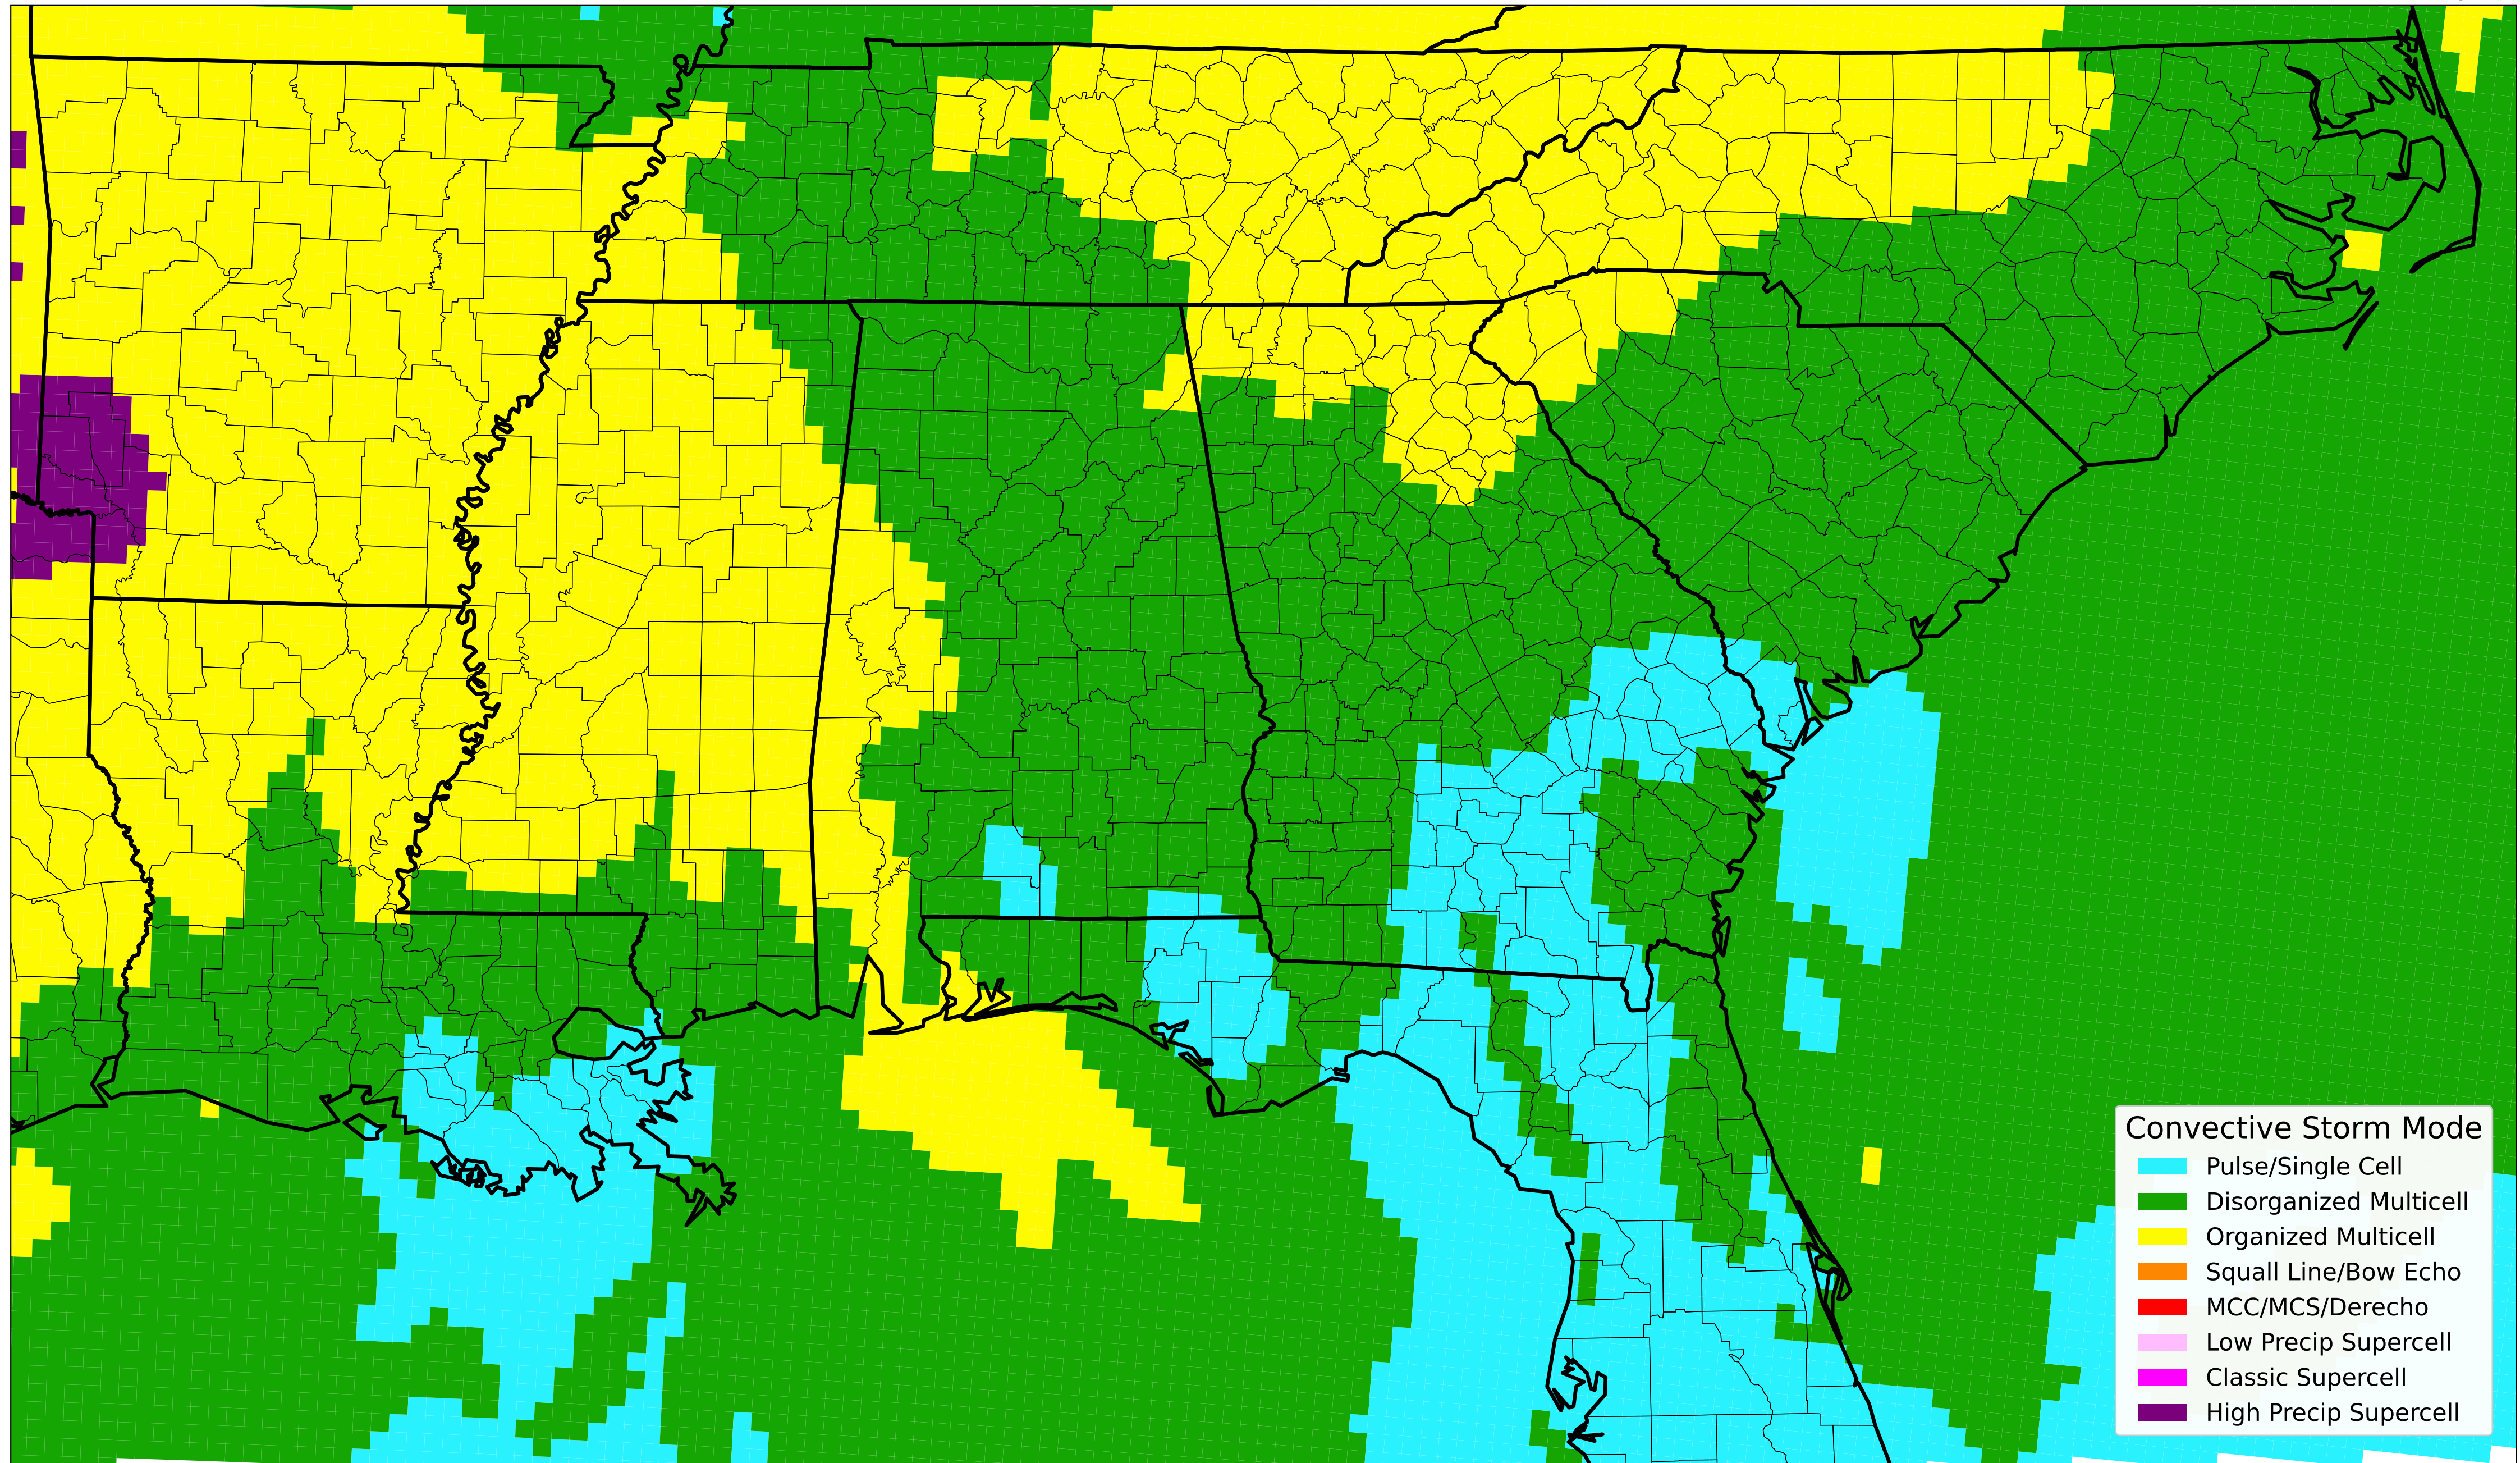 Convective Storm Mode
Pulse/Single Cell
Disorganized Multicell
Organized Multicell
Squall Line/Bow Echo
MCC/MCS/Derecho
Low Precip Supercell
Classic Supercell
High Precip Supercell